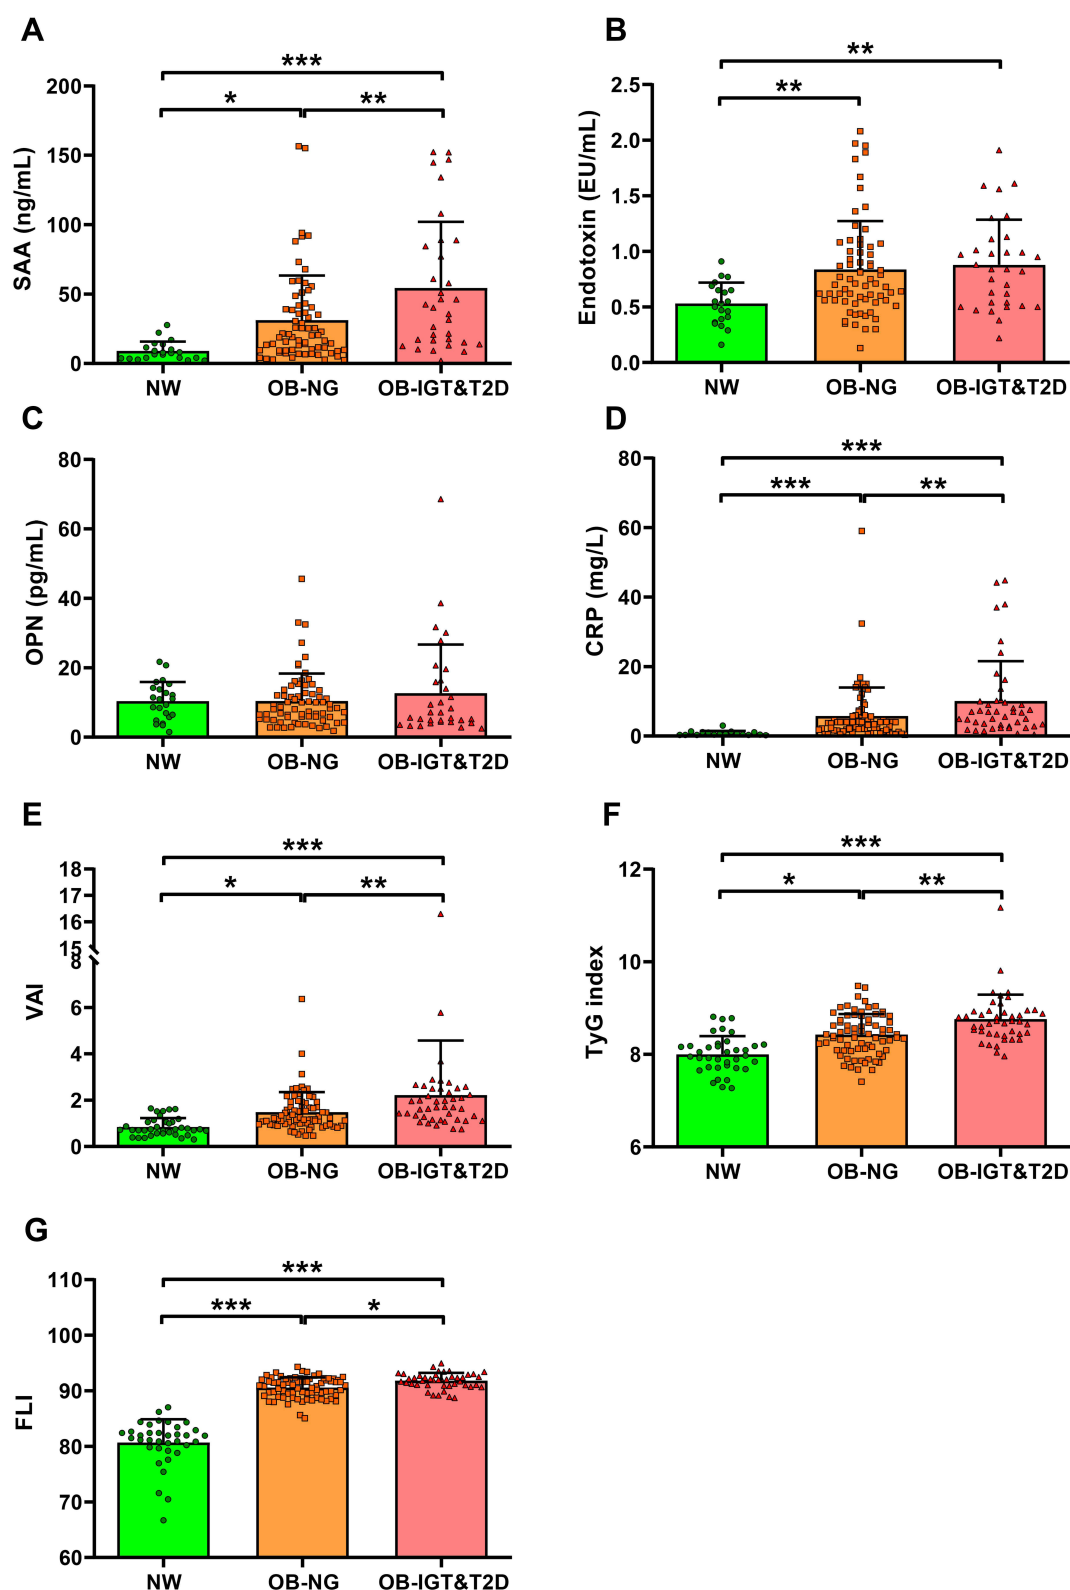 A
SAA (ng/mL)
200
150
100
50
0
***
*
**
NW
OB-NG
OB-IGT&T2D
B
Endotoxin (EU/mL)
2.5
2.0
1.5
1.0
0.5
0.0
**
**
NW
OB-NG
OB-IGT&T2D
C
OPN (pg/mL)
80
60
40
20
0
NW
OB-NG
OB-IGT&T2D
D
CRP (mg/L)
80
60
40
20
0
***
***
**
NW
OB-NG
OB-IGT&T2D
E
VAI
18
17
16
15
8
6
4
2
0
***
*
**
NW
OB-NG
OB-IGT&T2D
F
TyG index
12
10
8
6
***
*
**
NW
OB-NG
OB-IGT&T2D
G
FLI
110
100
90
80
70
60
***
***
*
NW
OB-NG
OB-IGT&T2D